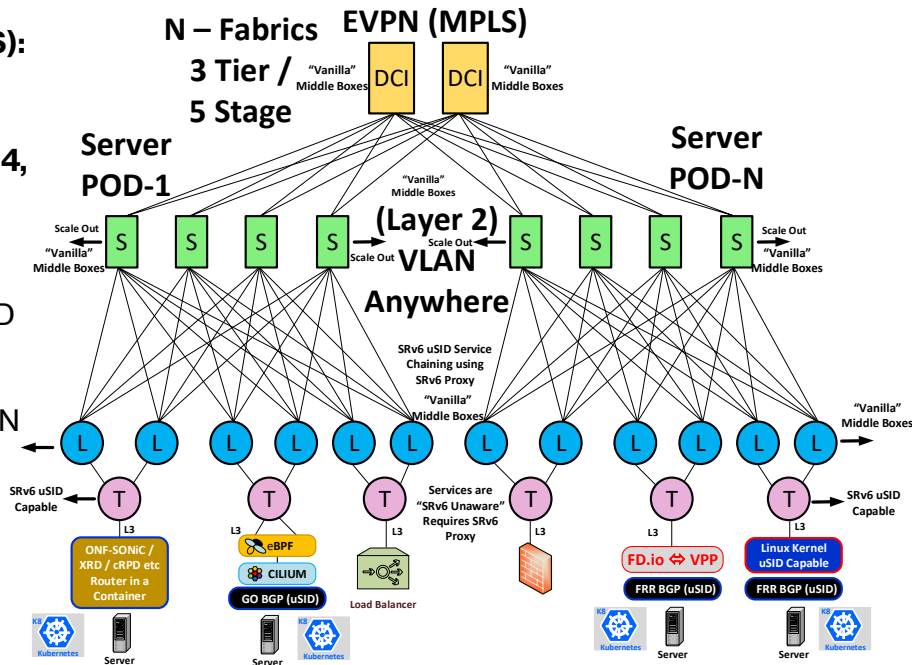 S):
N – Fabrics
3 Tier /
5 Stage
EVPN (MPLS)
"Vanilla"
Middle Boxes
DCI
DCI
"Vanilla"
Middle Boxes
4,
Server
POD-1
Server
POD-N
"Vanilla"
Middle Boxes
(Layer 2)
VLAN
Anywhere
Scale Out
"Vanilla"
Middle Boxes
S
S
S
S
Scale Out
Scale Out
S
S
S
S
Scale Out
"Vanilla"
Middle Boxes
D
SRv6 uSID Service
Chaining using
SRv6 Proxy
"Vanilla"
Middle Boxes
"Vanilla"
Middle Boxes
N
L
L
L
L
L
L
L
L
L
L
L
L
SRv6 uSID
Capable
T
T
T
Services are
"SRv6 Unaware"
Requires SRv6
Proxy
T
T
T
SRv6 uSID
Capable
L3
L3
L3
L3
L3
L3
ONF-SONiC /
XRD / cRPD etc
Router in a
Container
eBPF
CILIUM
GO BGP (uSID)
Load Balancer
FD.io ⇔ VPP
FRR BGP (uSID)
Linux Kernel
uSID Capable
FRR BGP (uSID)
K8
Kubernetes
Server
Server
K8
Kubernetes
K8
Kubernetes
Server
Server
K8
Kubernetes